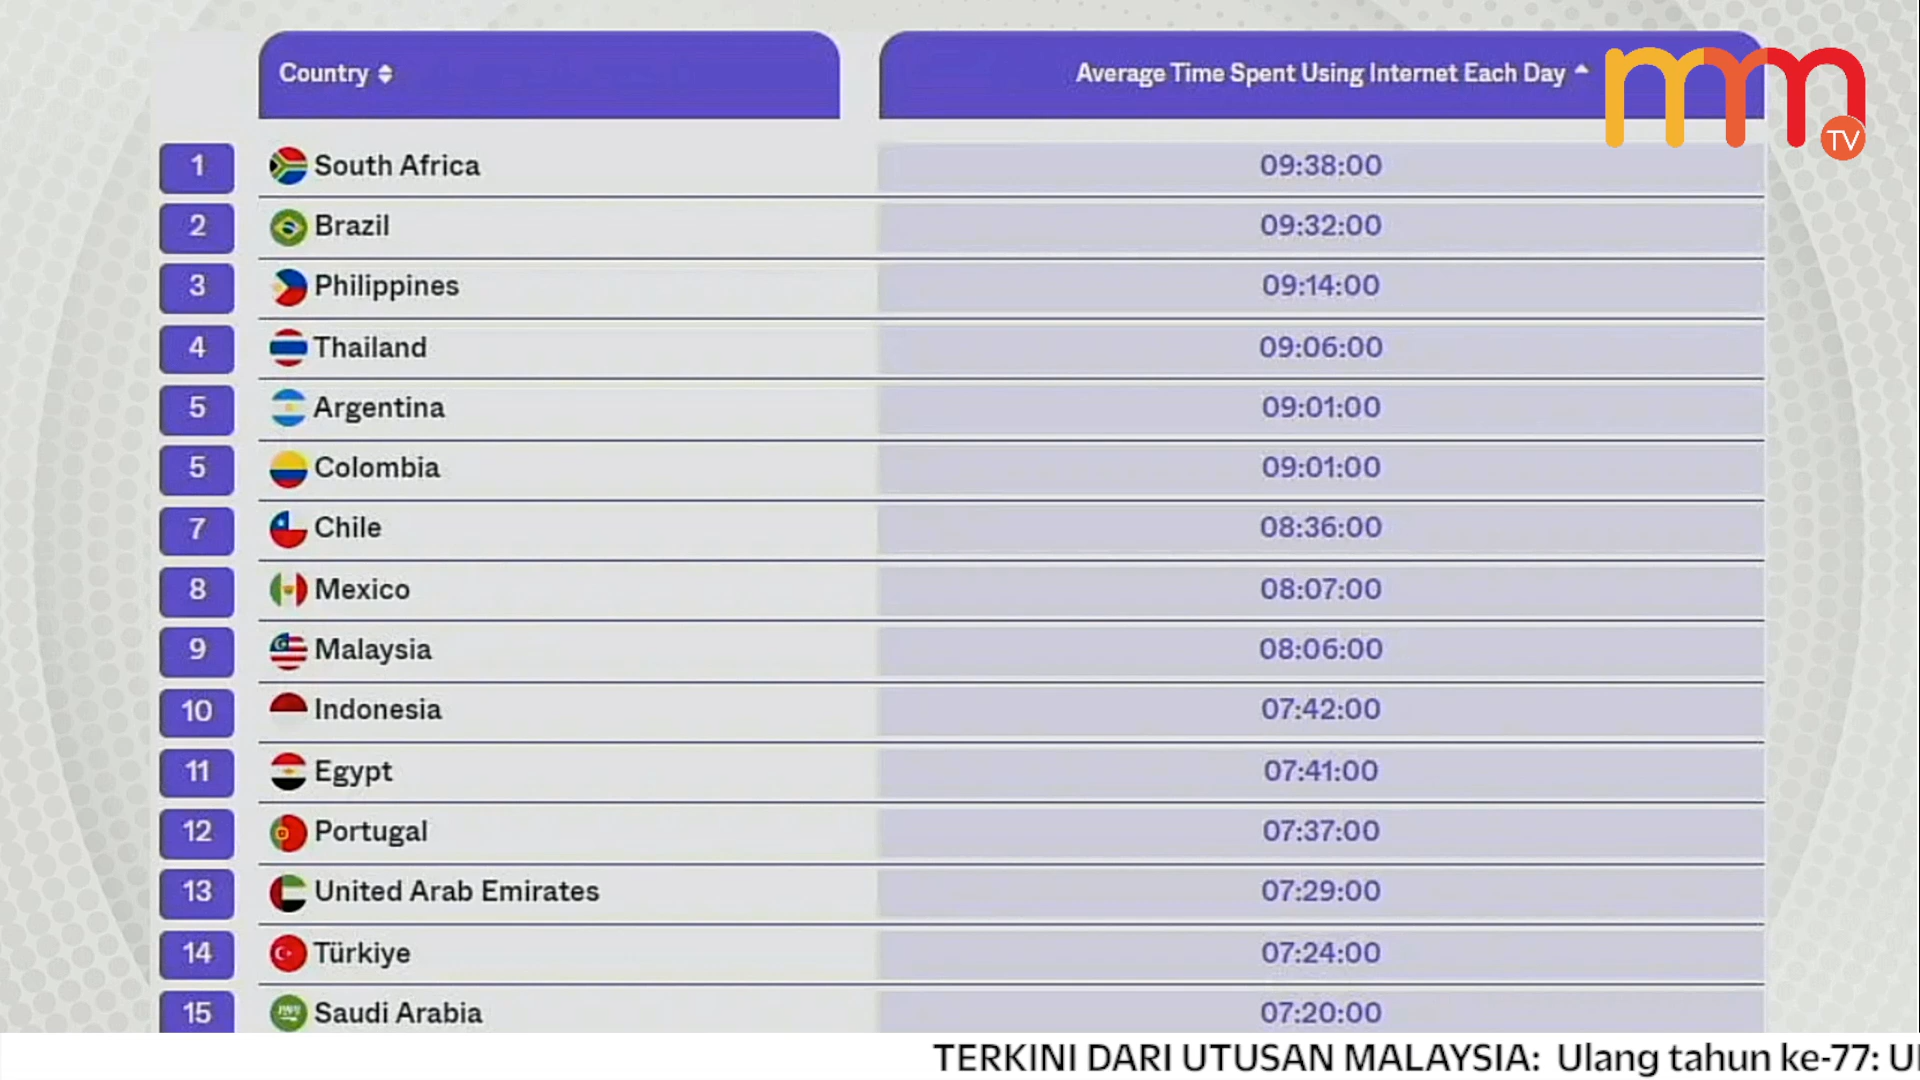 Country Average Time Spent Using Internet Each Day
mm TV
1 South Africa 09:38:00
2 Brazil 09:32:00
3 Philippines 09:14:00
4 Thailand 09:06:00
5 Argentina 09:01:00
5 Colombia 09:01:00
7 Chile 08:36:00
8 Mexico 08:07:00
9 Malaysia 08:06:00
10 Indonesia 07:42:00
11 Egypt 07:41:00
12 Portugal 07:37:00
13 United Arab Emirates 07:29:00
14 Türkiye 07:24:00
15 Saudi Arabia 07:20:00
TERKINI DARI UTUSAN MALAYSIA: Ulang tahun ke-77: